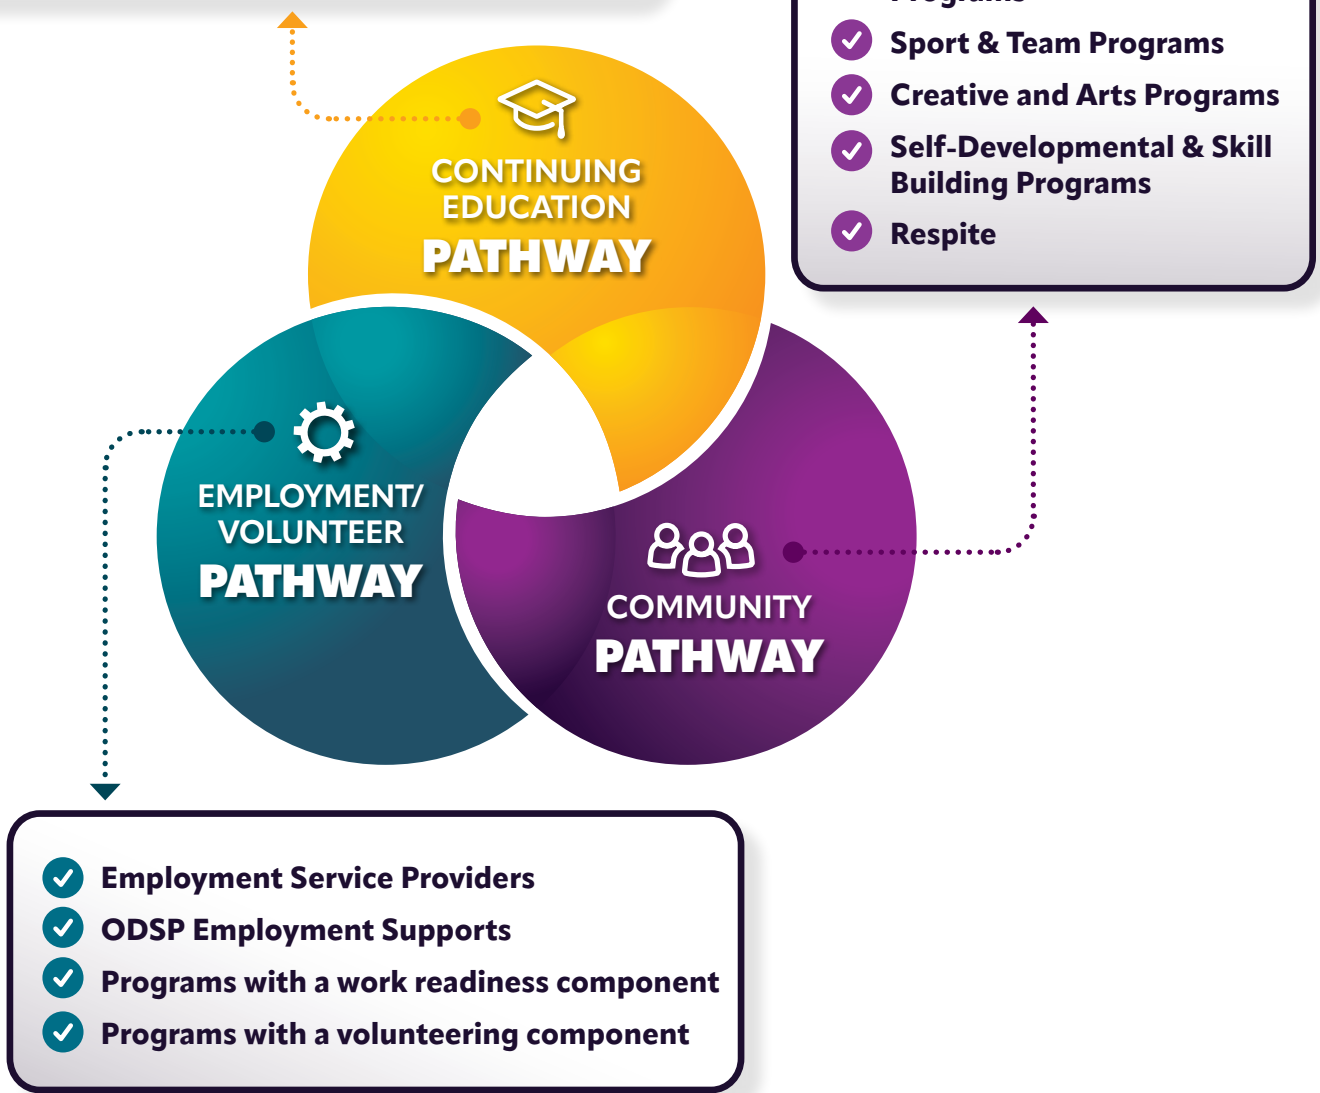 Programs
Sport & Team Programs
Creative and Arts Programs
Self-Developmental & Skill
Building Programs
Respite
CONTINUING
EDUCATION
PATHWAY
EMPLOYMENT/
VOLUNTEER
PATHWAY
COMMUNITY
PATHWAY
Employment Service Providers
ODSP Employment Supports
Programs with a work readiness component
Programs with a volunteering component